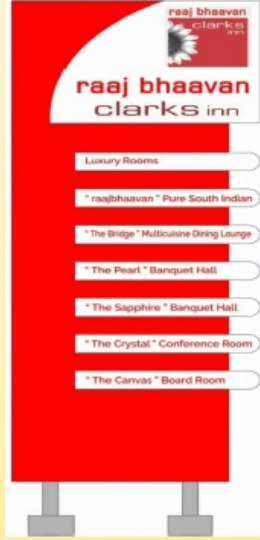 raaj bhaavan
clarks
inn
raaj bhaavan
clarks inn
Luxury Rooms
" raajbhaavan " Pure South Indian
" The Bridge " Multicuisine Dining Lounge
" The Pearl " Banquet Hall
" The Sapphire " Banquet Hall
" The Crystal " Conference Room
" The Canvas " Board Room